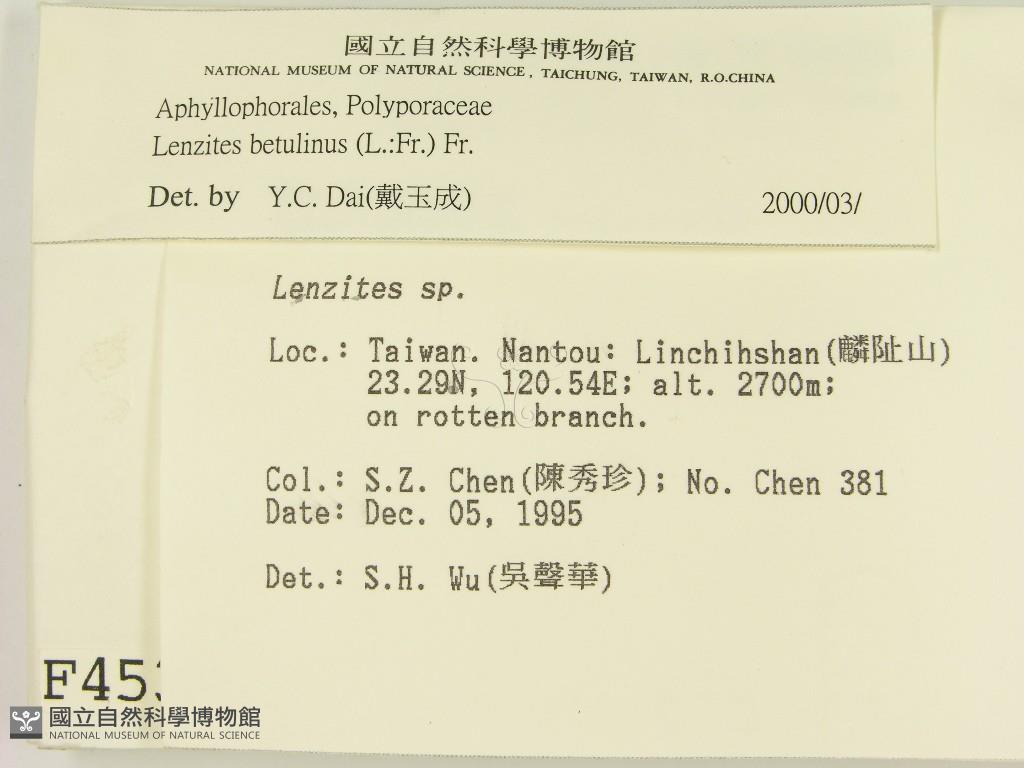 國立自然科學博物館
NATIONAL MUSEUM OF NATURAL SCIENCE, TAICHUNG, TAIWAN, R.O.CHINA
Aphyllophorales, Polyporaceae
Lenzites betulinus (L.:Fr.) Fr.
Det. by Y.C. Dai(戴玉成) 2000/03/
Lenzites sp.
Loc.: Taiwan. Nantou: Linchihshan(麟趾山)
23.29N, 120.54E; alt. 2700m;
on rotten branch.
Col.: S.Z. Chen(陳秀珍); No. Chen 381
Date: Dec. 05, 1995
Det.: S.H. Wu(吳聲華)
國立自然科學博物館
NATIONAL MUSEUM OF NATURAL SCIENCE